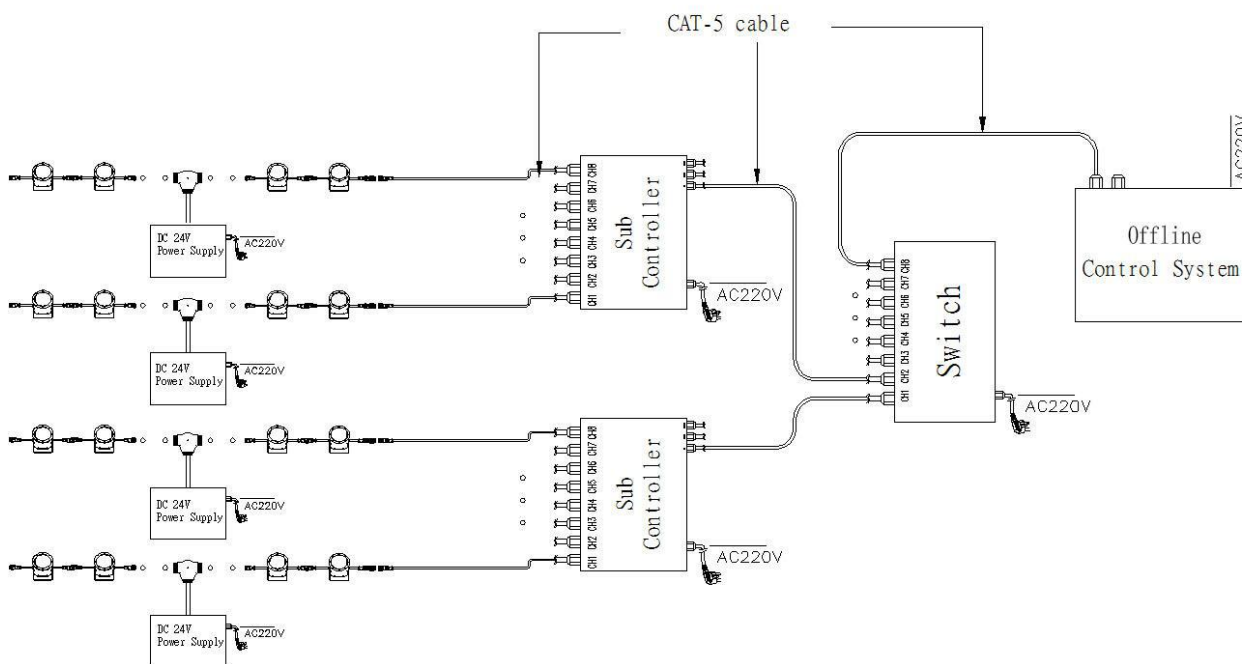 CAT-5 cable
DC 24V
Power Supply
AC220V
DC 24V
Power Supply
AC220V
CH8
CH7
CH6
CH5
CH4
CH3
CH2
CH1
Sub
Controller
AC220V
DC 24V
Power Supply
AC220V
DC 24V
Power Supply
AC220V
CH8
CH7
CH6
CH5
CH4
CH3
CH2
CH1
Sub
Controller
AC220V
CH8
CH7
CH6
CH5
CH4
CH3
CH2
CH1
Switch
AC220V
AC220V
Offline
Control System